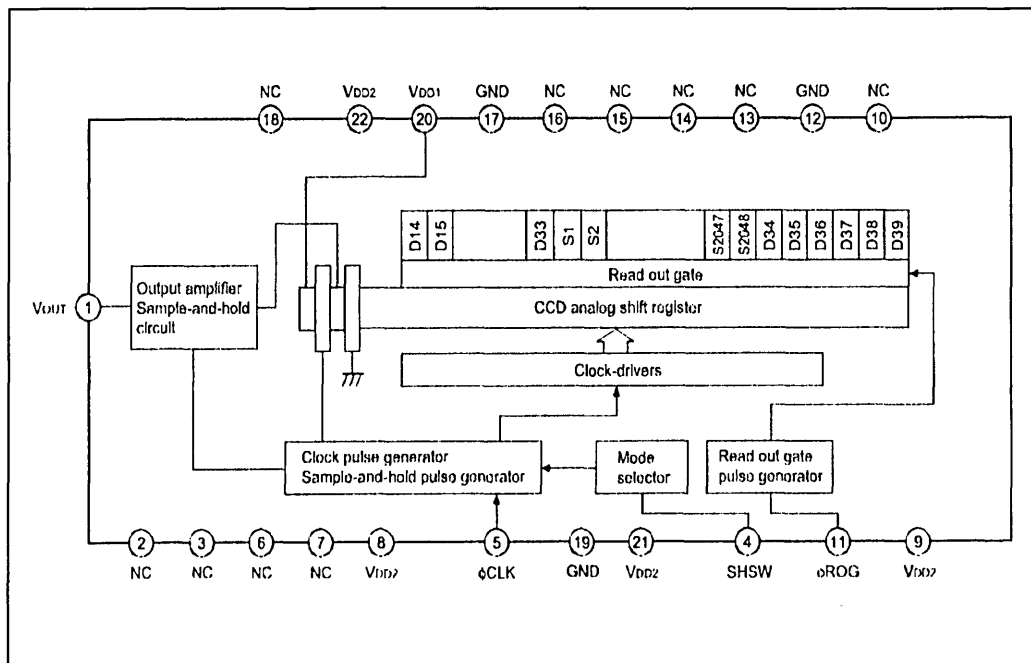 NC VDD2 VDD1 GND NC NC NC NC GND NC
18 22 20 17 16 15 14 13 12 10
D14 D15 D33 S1 S2 S2047 S2048 D34 D35 D36 D37 D38 D39
Read out gate
CCD analog shift register
Output amplifier
Sample-and-hold
circuit
VOUT 1
Clock-drivers
Clock pulse generator
Sample-and-hold pulse generator
Mode
selector
Read out gate
pulse generator
2 3 6 7 8 5 19 21 4 11 9
NC NC NC NC VDD2 ϕCLK GND VDD2 SHSW ϕROG VDD2